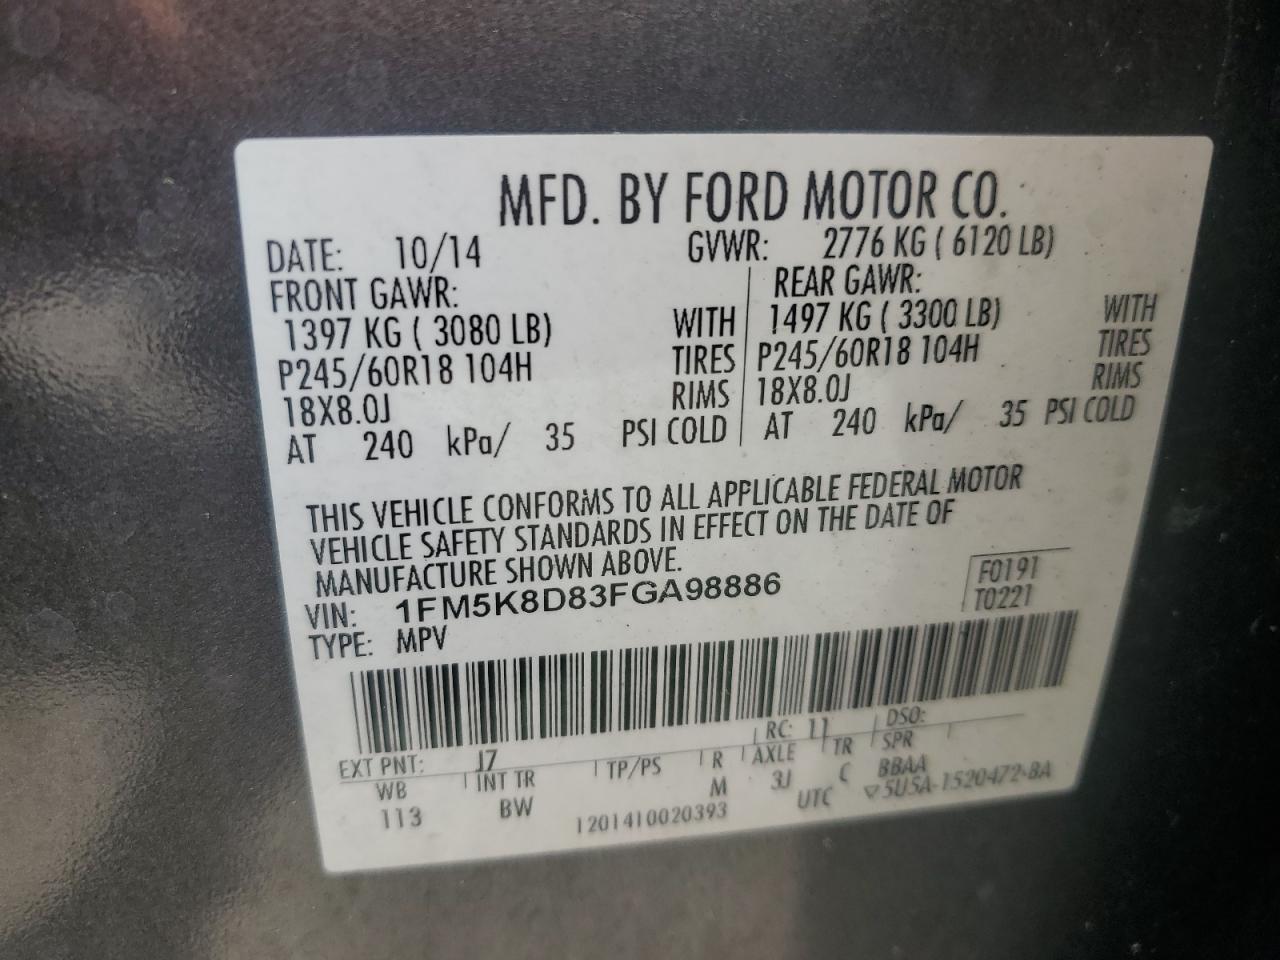 MFD. BY FORD MOTOR CO.
DATE: 10/14 GVWR: 2776 KG ( 6120 LB)
FRONT GAWR: REAR GAWR:
1397 KG ( 3080 LB) WITH 1497 KG ( 3300 LB) WITH
P245/60R18 104H TIRES P245/60R18 104H TIRES
18X8.0J RIMS 18X8.0J RIMS
AT 240 kPa/ 35 PSI COLD AT 240 kPa/ 35 PSI COLD
THIS VEHICLE CONFORMS TO ALL APPLICABLE FEDERAL MOTOR
VEHICLE SAFETY STANDARDS IN EFFECT ON THE DATE OF
MANUFACTURE SHOWN ABOVE.
VIN: 1FM5K8D83FGA98886 F0191
TYPE: MPV T0221
EXT PNT: J7 RC: 11 DSO:
WB INT TR TP/PS R AXLE TR SPR
113 BW M 3J C BBAA
1201410020393 UTC ▽5U5A-1520472-BA